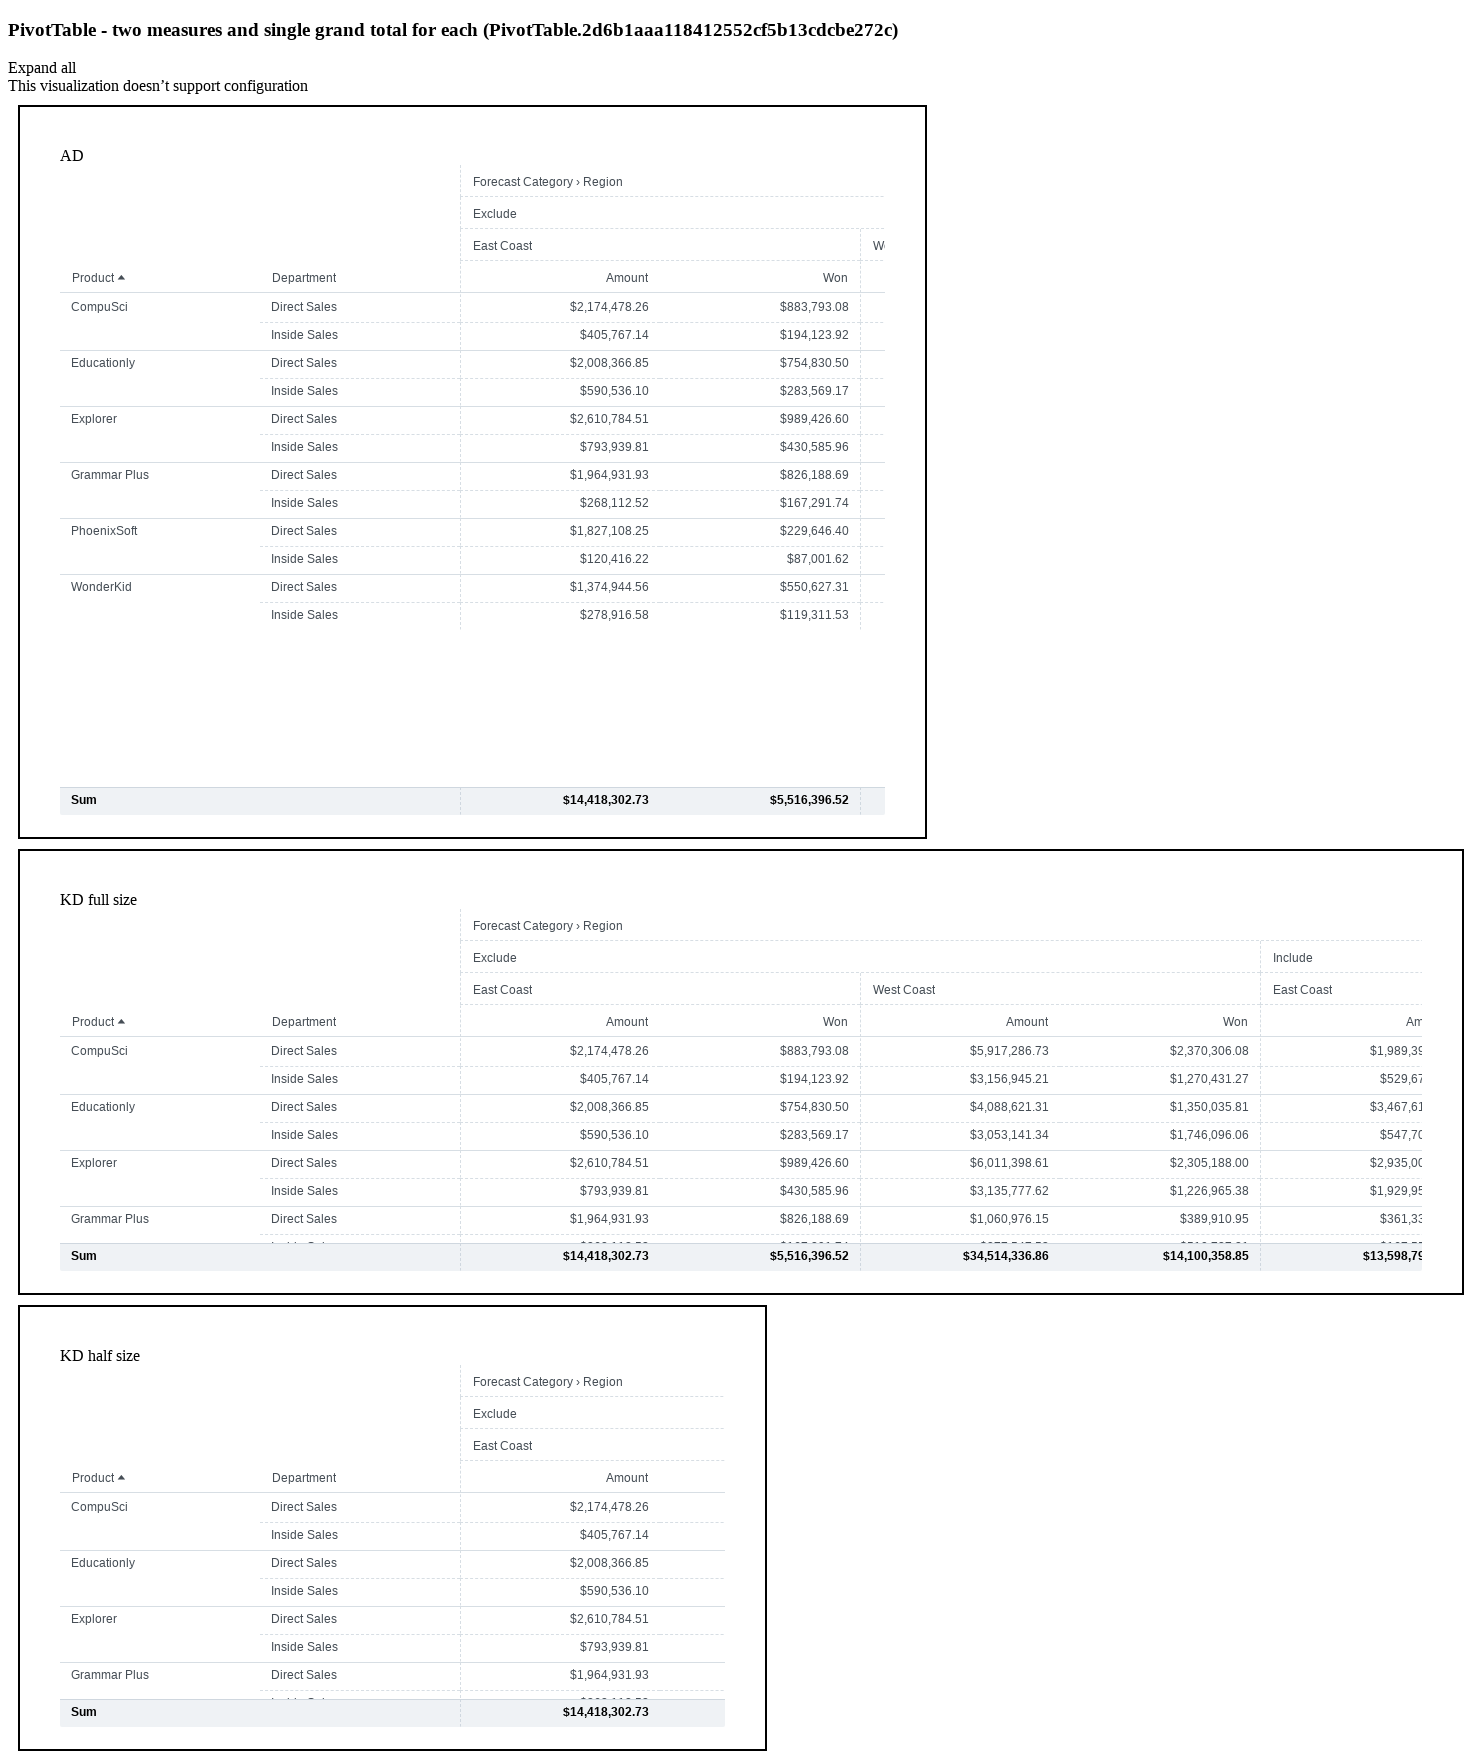 PivotTable - two measures and single grand total for each (PivotTable.2d6b1aaa118412552cf5b13cdcbe272c)
Expand all
This visualization doesn’t support configuration
AD
Forecast Category › Region
Exclude
East Coast
Product Department Amount Won
CompuSci Direct Sales $2,174,478.26 $883,793.08
Inside Sales $405,767.14 $194,123.92
Educationly Direct Sales $2,008,366.85 $754,830.50
Inside Sales $590,536.10 $283,569.17
Explorer Direct Sales $2,610,784.51 $989,426.60
Inside Sales $793,939.81 $430,585.96
Grammar Plus Direct Sales $1,964,931.93 $826,188.69
Inside Sales $268,112.52 $167,291.74
PhoenixSoft Direct Sales $1,827,108.25 $229,646.40
Inside Sales $120,416.22 $87,001.62
WonderKid Direct Sales $1,374,944.56 $550,627.31
Inside Sales $278,916.58 $119,311.53
Sum $14,418,302.73 $5,516,396.52
KD full size
Forecast Category › Region
Exclude Include
East Coast West Coast East Coast
Product Department Amount Won Amount Won Am
CompuSci Direct Sales $2,174,478.26 $883,793.08 $5,917,286.73 $2,370,306.08 $1,989,39
Inside Sales $405,767.14 $194,123.92 $3,156,945.21 $1,270,431.27 $529,67
Educationly Direct Sales $2,008,366.85 $754,830.50 $4,088,621.31 $1,350,035.81 $3,467,61
Inside Sales $590,536.10 $283,569.17 $3,053,141.34 $1,746,096.06 $547,70
Explorer Direct Sales $2,610,784.51 $989,426.60 $6,011,398.61 $2,305,188.00 $2,935,00
Inside Sales $793,939.81 $430,585.96 $3,135,777.62 $1,226,965.38 $1,929,95
Grammar Plus Direct Sales $1,964,931.93 $826,188.69 $1,060,976.15 $389,910.95 $361,33
Sum $14,418,302.73 $5,516,396.52 $34,514,336.86 $14,100,358.85 $13,598,79
KD half size
Forecast Category › Region
Exclude
East Coast
Product Department Amount
CompuSci Direct Sales $2,174,478.26
Inside Sales $405,767.14
Educationly Direct Sales $2,008,366.85
Inside Sales $590,536.10
Explorer Direct Sales $2,610,784.51
Inside Sales $793,939.81
Grammar Plus Direct Sales $1,964,931.93
Sum $14,418,302.73